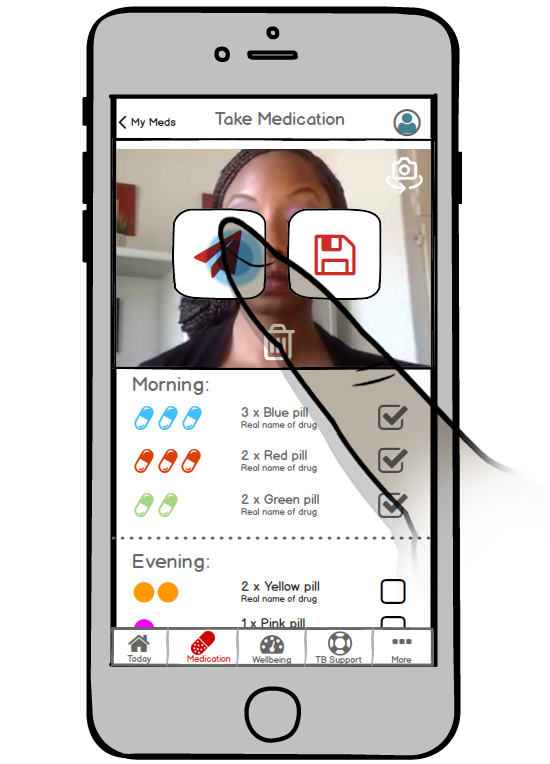 My Meds
Take Medication
Morning:
3 x Blue pill
Real name of drug
2 x Red pill
Real name of drug
2 x Green pill
Real name of drug
Evening:
2 x Yellow pill
Real name of drug
1 x Pink pill
Today
Medication
Wellbeing
TB Support
More